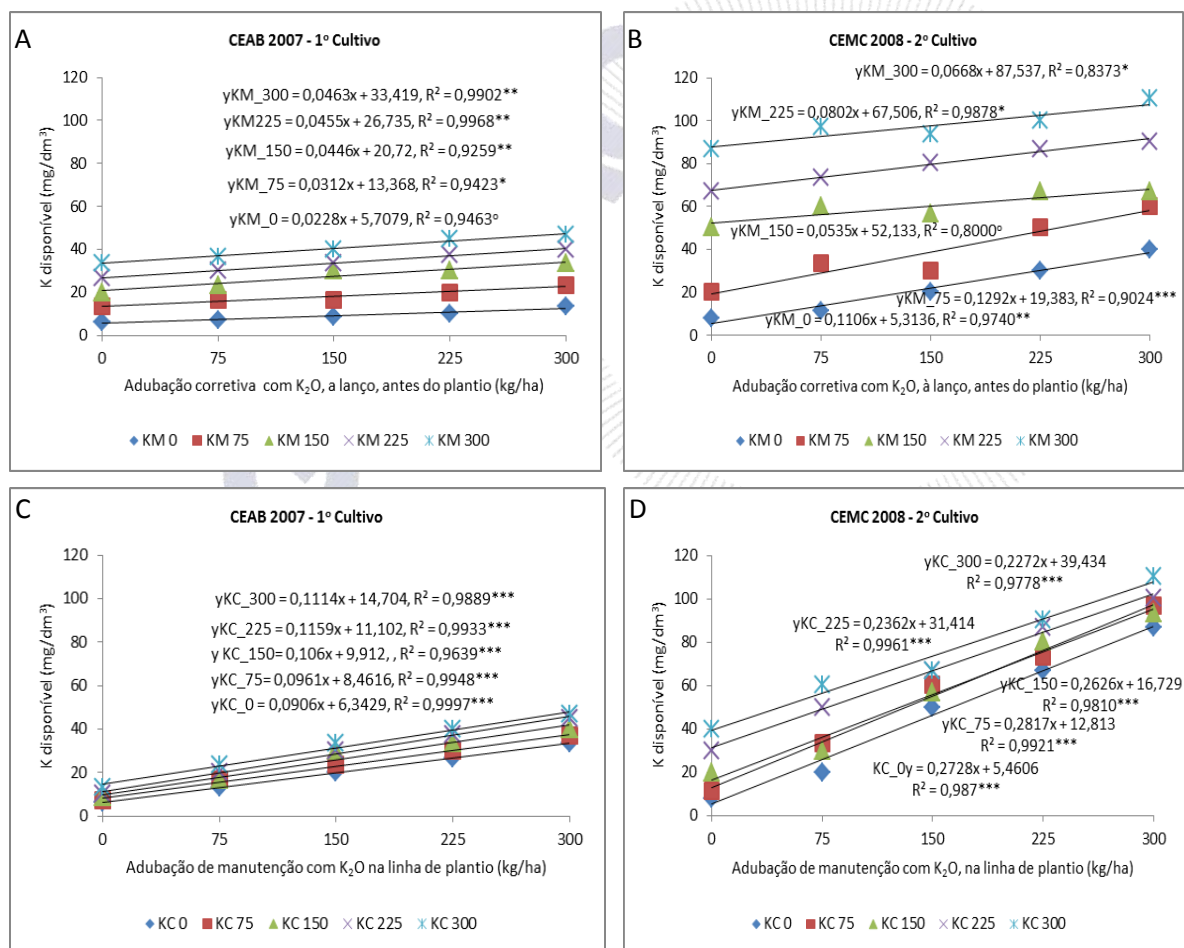 A
CEAB 2007 - 1º Cultivo
K disponível (mg/dm³)
120
100
80
60
40
20
0
yKM_300 = 0,0463x + 33,419, R² = 0,9902**
yKM225 = 0,0455x + 26,735, R² = 0,9968**
yKM_150 = 0,0446x + 20,72, R² = 0,9259**
yKM_75 = 0,0312x + 13,368, R² = 0,9423*
yKM_0 = 0,0228x + 5,7079, R² = 0,9463º
0 75 150 225 300
Adubação corretiva com K₂O, a lanço, antes do plantio (kg/ha)
KM 0 KM 75 KM 150 KM 225 KM 300
B
CEMC 2008 - 2º Cultivo
K disponível (mg/dm³)
120
100
80
60
40
20
0
yKM_300 = 0,0668x + 87,537, R² = 0,8373*
yKM_225 = 0,0802x + 67,506, R² = 0,9878*
yKM_150 = 0,0535x + 52,133, R² = 0,8000º
yKM_75 = 0,1292x + 19,383, R² = 0,9024***
yKM_0 = 0,1106x + 5,3136, R² = 0,9740**
0 75 150 225 300
Adubação corretiva com K₂O, à lanço, antes do plantio (kg/ha)
KM 0 KM 75 KM 150 KM 225 KM 300
C
CEAB 2007 - 1º Cultivo
K disponível (mg/dm³)
120
100
80
60
40
20
0
yKC_300 = 0,1114x + 14,704, R² = 0,9889***
yKC_225 = 0,1159x + 11,102, R² = 0,9933***
y KC_150 = 0,106x + 9,912, , R² = 0,9639***
yKC_75 = 0,0961x + 8,4616, R² = 0,9948***
yKC_0 = 0,0906x + 6,3429, R² = 0,9997***
0 75 150 225 300
Adubação de manutenção com K₂O na linha de plantio (kg/ha)
KC 0 KC 75 KC 150 KC 225 KC 300
D
CEMC 2008 - 2º Cultivo
K disponível (mg/dm³)
120
100
80
60
40
20
0
yKC_300 = 0,2272x + 39,434
R² = 0,9778***
yKC_225 = 0,2362x + 31,414
R² = 0,9961***
yKC_150 = 0,2626x + 16,729
R² = 0,9810***
yKC_75 = 0,2817x + 12,813
R² = 0,9921***
KC_0y = 0,2728x + 5,4606
R² = 0,987***
0 75 150 225 300
Adubação de manutenção com K₂O, na linha de plantio (kg/ha)
KC 0 KC 75 KC 150 KC 225 KC 300